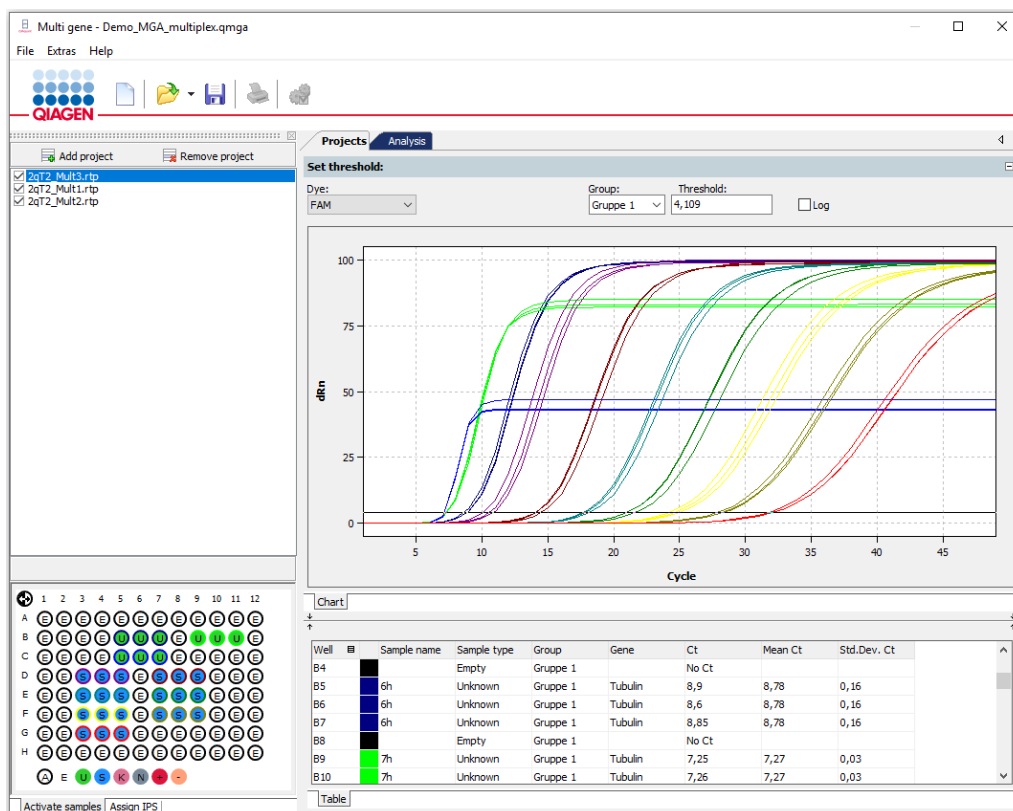 Multi gene - Demo_MGA_multiplex.qmga
File Extras Help
QIAGEN
Add project Remove project
2qT2_Mult3.rtp
2qT2_Mult1.rtp
2qT2_Mult2.rtp
Projects Analysis
Set threshold:
Dye: Group: Threshold:
FAM Gruppe 1 4,109 Log
100
75
50
25
0
dRn
5 10 15 20 25 30 35 40 45
Cycle
Chart
1 2 3 4 5 6 7 8 9 10 11 12
A E E E E E E E E E E E E
B E E E E U U U E U U U E
C E E E E U U U E E E E E
D E E S S S E S S S E E E
E E E S S S E S S S E E E
F E E S S S E S S S E E E
G E E S S S E E E E E E E
H E E E E E E E E E E E E
A E U S K N + -
Activate samples Assign IPS
Well Sample name Sample type Group Gene Ct Mean Ct Std.Dev. Ct
B4 Empty Gruppe 1 No Ct
B5 6h Unknown Gruppe 1 Tubulin 8,9 8,78 0,16
B6 6h Unknown Gruppe 1 Tubulin 8,6 8,78 0,16
B7 6h Unknown Gruppe 1 Tubulin 8,85 8,78 0,16
B8 Empty Gruppe 1 No Ct
B9 7h Unknown Gruppe 1 Tubulin 7,25 7,27 0,03
B10 7h Unknown Gruppe 1 Tubulin 7,26 7,27 0,03
Table